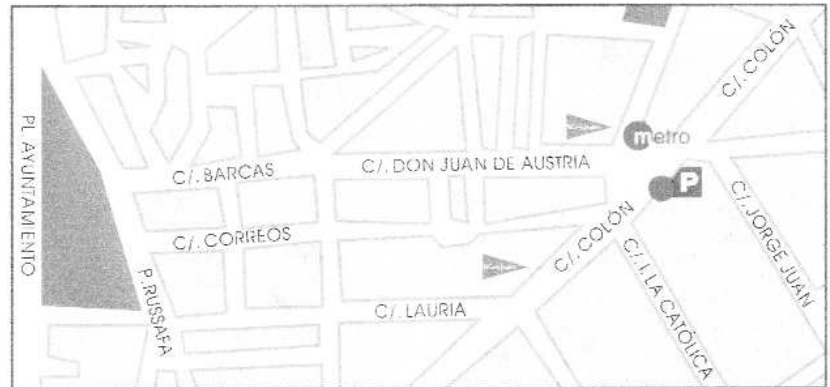 C/. COLÓN
metro
C/. BARCAS
C/. DON JUAN DE AUSTRIA
P
PL. AYUNTAMIENTO
C/. CORREOS
C/. COLÓN
C/. JORGE JUAN
P. RUSSAFA
C/. I. LA CATÓLICA
C/. LAURIA